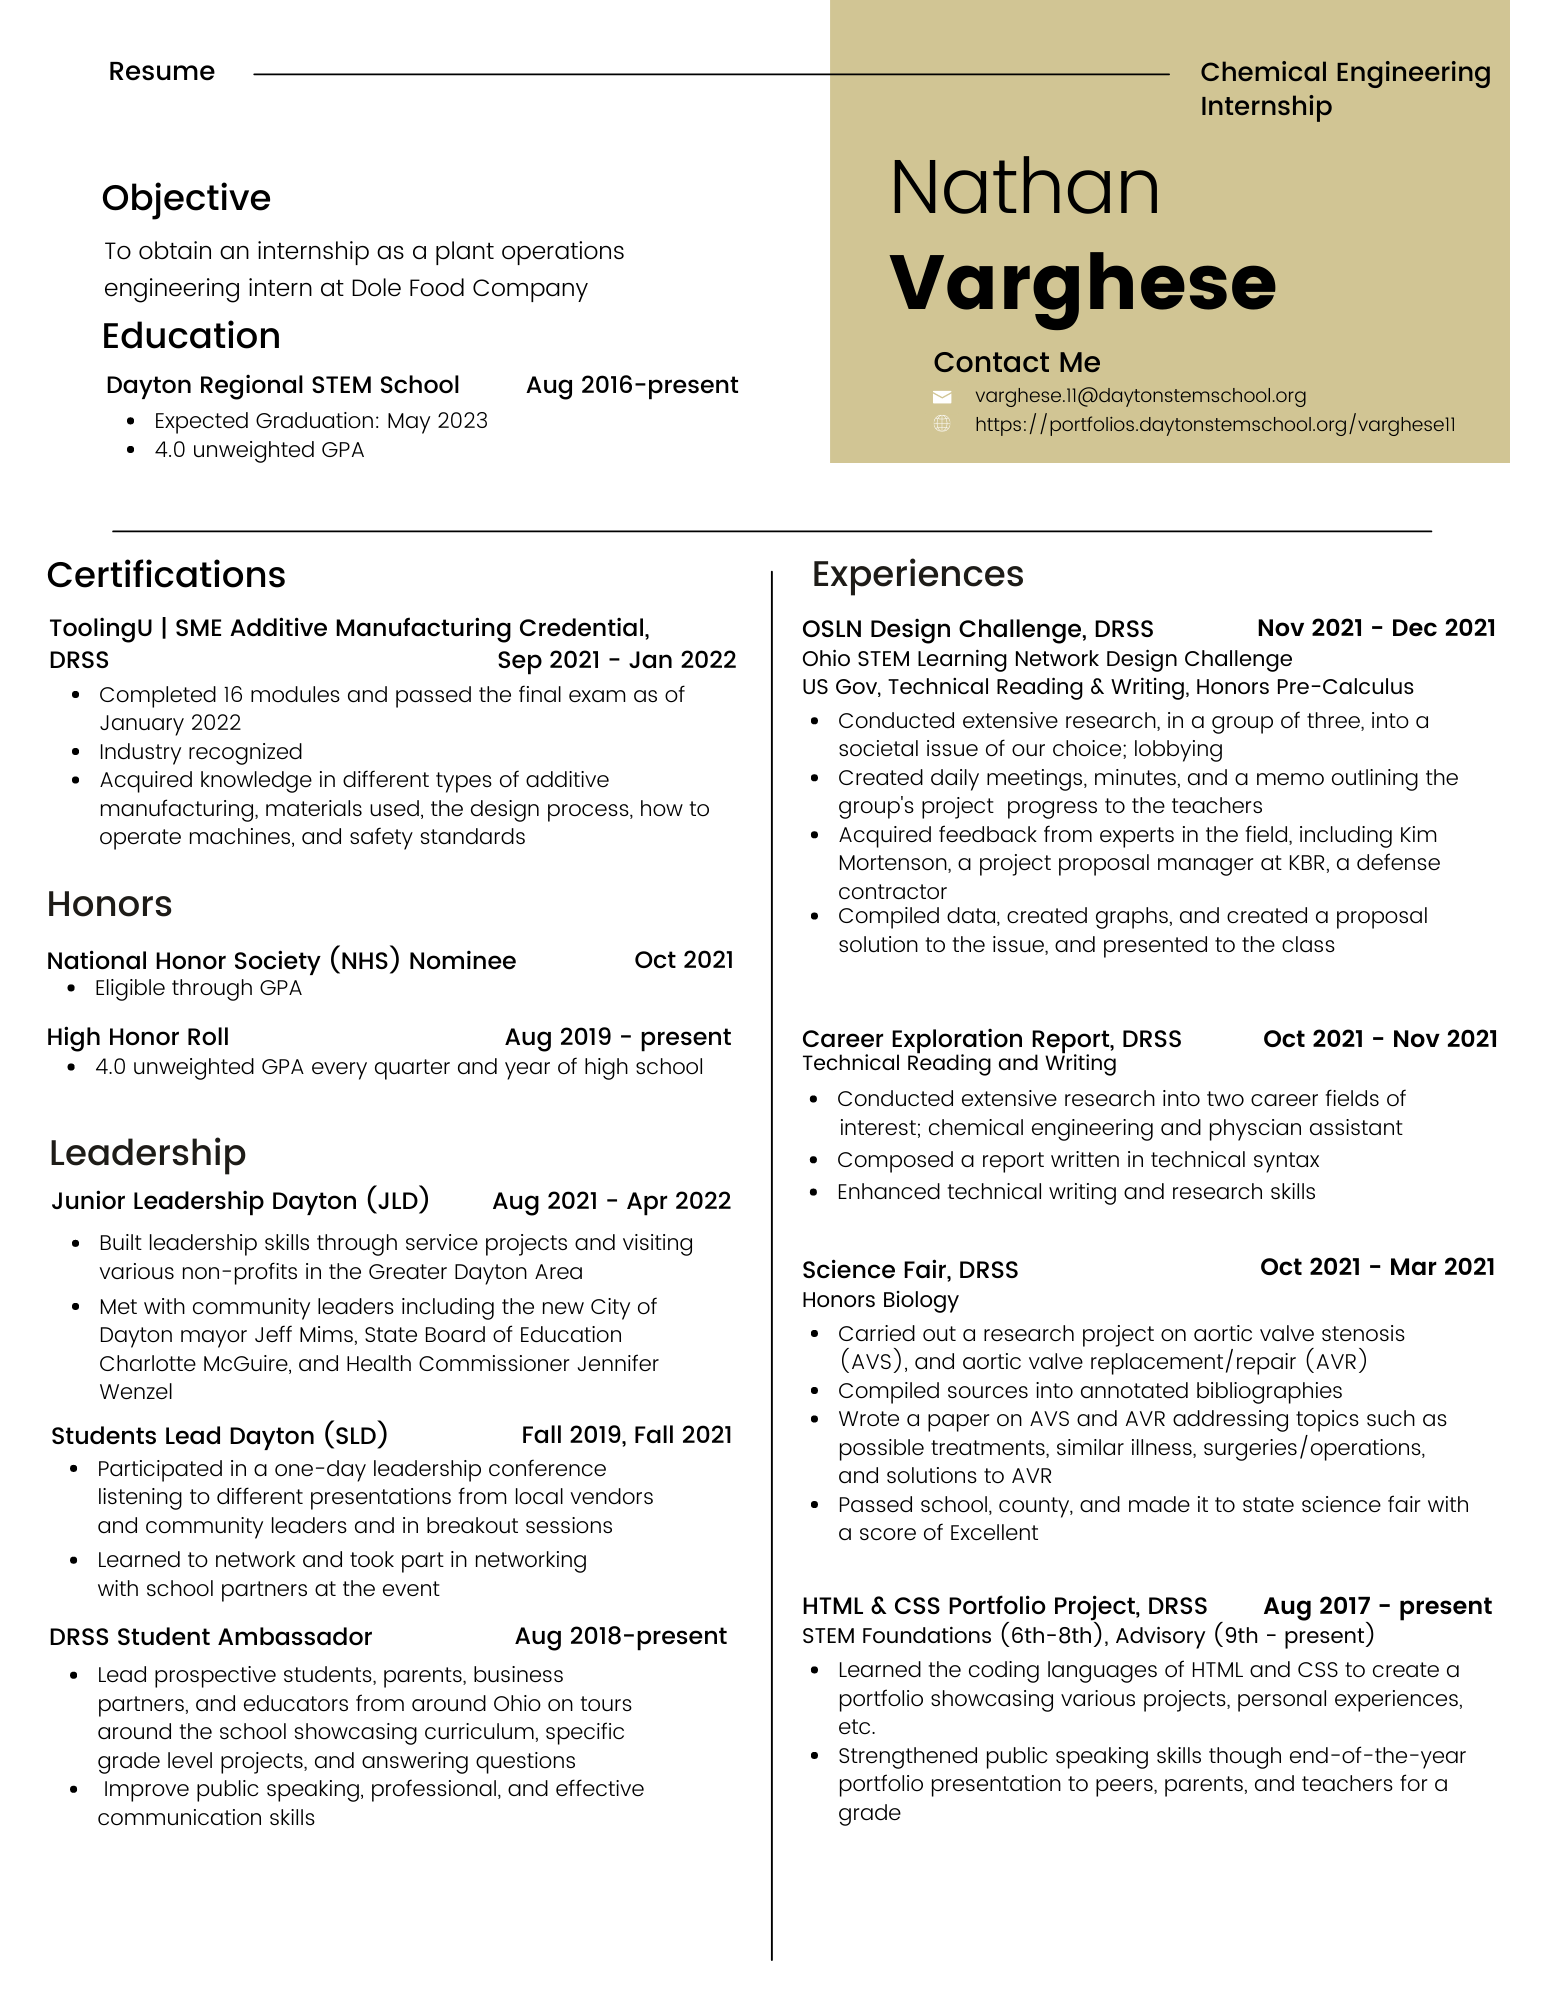 Resume
Chemical Engineering
Internship
Nathan
Varghese
Contact Me
varghese.11@daytonstemschool.org
https://portfolios.daytonstemschool.org/varghese11
Objective
To obtain an internship as a plant operations
engineering intern at Dole Food Company
Education
Dayton Regional STEM School Aug 2016-present
• Expected Graduation: May 2023
• 4.0 unweighted GPA
Certifications
ToolingU | SME Additive Manufacturing Credential,
DRSS Sep 2021 - Jan 2022
• Completed 16 modules and passed the final exam as of
January 2022
• Industry recognized
• Acquired knowledge in different types of additive
manufacturing, materials used, the design process, how to
operate machines, and safety standards
Honors
National Honor Society (NHS) Nominee Oct 2021
• Eligible through GPA
High Honor Roll Aug 2019 - present
• 4.0 unweighted GPA every quarter and year of high school
Leadership
Junior Leadership Dayton (JLD) Aug 2021 - Apr 2022
• Built leadership skills through service projects and visiting
various non-profits in the Greater Dayton Area
• Met with community leaders including the new City of
Dayton mayor Jeff Mims, State Board of Education
Charlotte McGuire, and Health Commissioner Jennifer
Wenzel
Students Lead Dayton (SLD) Fall 2019, Fall 2021
• Participated in a one-day leadership conference
listening to different presentations from local vendors
and community leaders and in breakout sessions
• Learned to network and took part in networking
with school partners at the event
DRSS Student Ambassador Aug 2018-present
• Lead prospective students, parents, business
partners, and educators from around Ohio on tours
around the school showcasing curriculum, specific
grade level projects, and answering questions
• Improve public speaking, professional, and effective
communication skills
Experiences
OSLN Design Challenge, DRSS Nov 2021 - Dec 2021
Ohio STEM Learning Network Design Challenge
US Gov, Technical Reading & Writing, Honors Pre-Calculus
• Conducted extensive research, in a group of three, into a
societal issue of our choice; lobbying
• Created daily meetings, minutes, and a memo outlining the
group's project progress to the teachers
• Acquired feedback from experts in the field, including Kim
Mortenson, a project proposal manager at KBR, a defense
contractor
• Compiled data, created graphs, and created a proposal
solution to the issue, and presented to the class
Career Exploration Report, DRSS Oct 2021 - Nov 2021
Technical Reading and Writing
• Conducted extensive research into two career fields of
interest; chemical engineering and physcian assistant
• Composed a report written in technical syntax
• Enhanced technical writing and research skills
Science Fair, DRSS Oct 2021 - Mar 2021
Honors Biology
• Carried out a research project on aortic valve stenosis
(AVS), and aortic valve replacement/repair (AVR)
• Compiled sources into annotated bibliographies
• Wrote a paper on AVS and AVR addressing topics such as
possible treatments, similar illness, surgeries/operations,
and solutions to AVR
• Passed school, county, and made it to state science fair with
a score of Excellent
HTML & CSS Portfolio Project, DRSS Aug 2017 - present
STEM Foundations (6th-8th), Advisory (9th - present)
• Learned the coding languages of HTML and CSS to create a
portfolio showcasing various projects, personal experiences,
etc.
• Strengthened public speaking skills though end-of-the-year
portfolio presentation to peers, parents, and teachers for a
grade